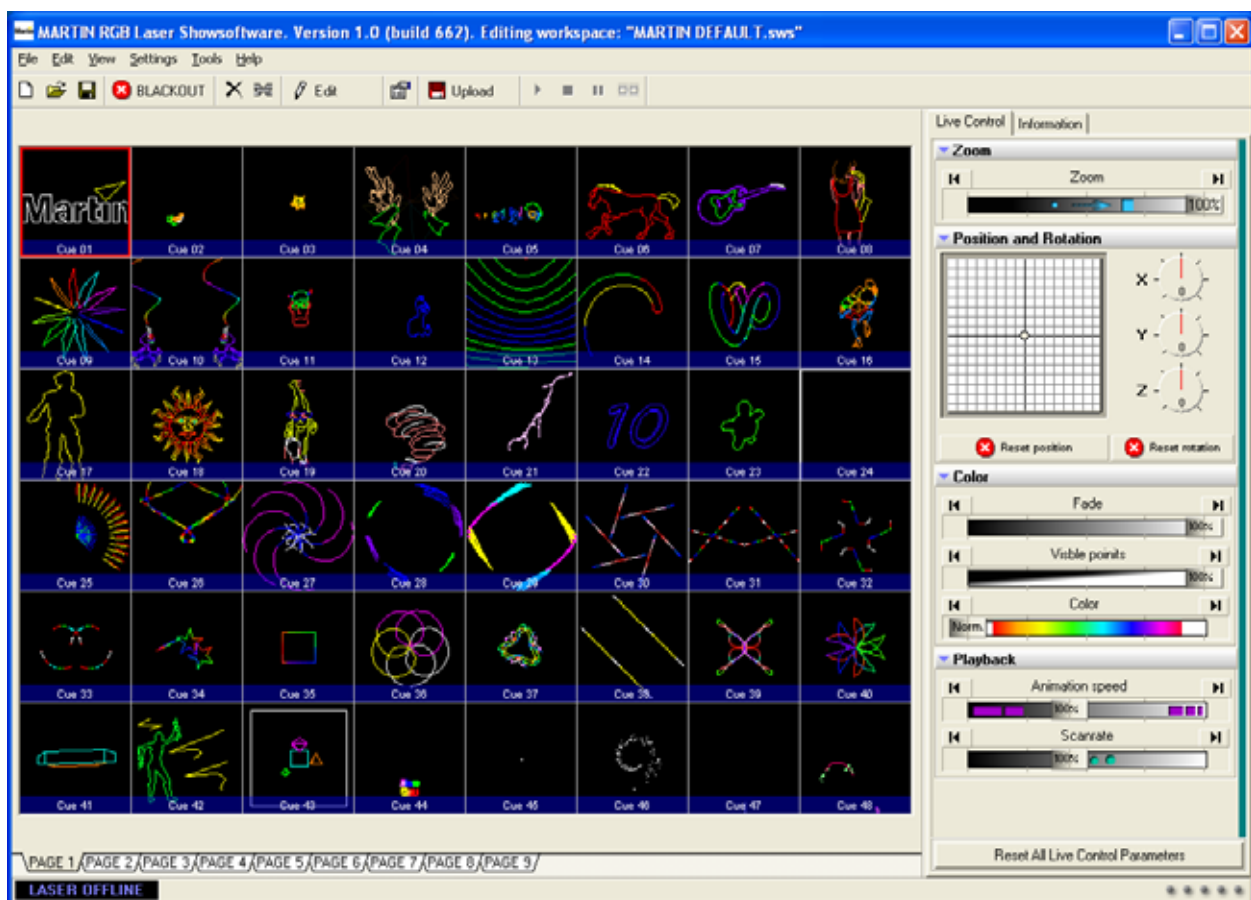 MARTIN RGB Laser Showsoftware. Version 1.0 (build 662). Editing workspace: "MARTIN DEFAULT.sws"
File Edit View Settings Tools Help
BLACKOUT Edit Upload
Live Control Information
Zoom
Zoom
100%
Position and Rotation
X
0
Y
0
Z
0
Reset position Reset rotation
Color
Fade
100%
Visble poinits
100%
Color
Norm.
Playback
Animation speed
100%
Scanrate
100%
Reset All Live Control Parameters
Martin
Cue 01 Cue 02 Cue 03 Cue 04 Cue 05 Cue 06 Cue 07 Cue 08
Cue 09 Cue 10 Cue 11 Cue 12 Cue 13 Cue 14 Cue 15 Cue 16
10
Cue 17 Cue 18 Cue 19 Cue 20 Cue 21 Cue 22 Cue 23 Cue 24
Cue 25 Cue 26 Cue 27 Cue 28 Cue 29 Cue 30 Cue 31 Cue 32
Cue 33 Cue 34 Cue 35 Cue 36 Cue 37 Cue 38 Cue 39 Cue 40
Cue 41 Cue 42 Cue 43 Cue 44 Cue 45 Cue 46 Cue 47 Cue 48
PAGE 1 PAGE 2 PAGE 3 PAGE 4 PAGE 5 PAGE 6 PAGE 7 PAGE 8 PAGE 9
LASER OFFLINE